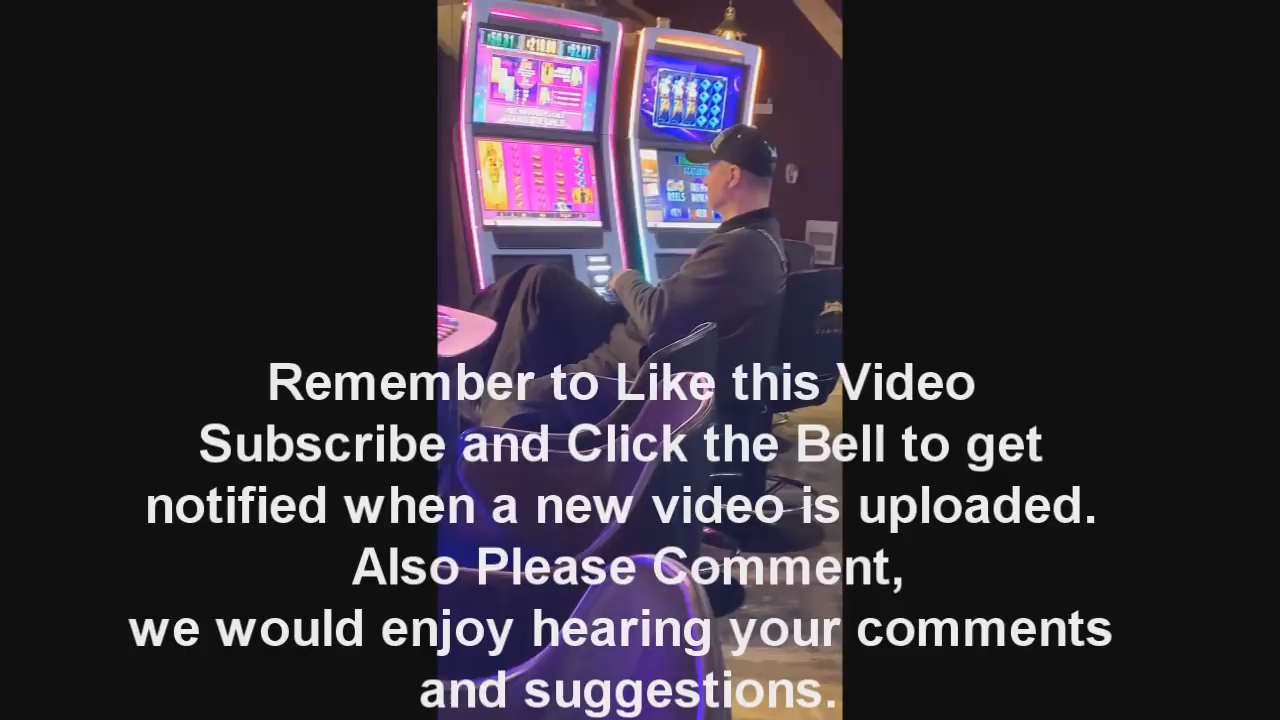 Remember to Like this Video
Subscribe and Click the Bell to get
notified when a new video is uploaded.
Also Please Comment,
we would enjoy hearing your comments
and suggestions.